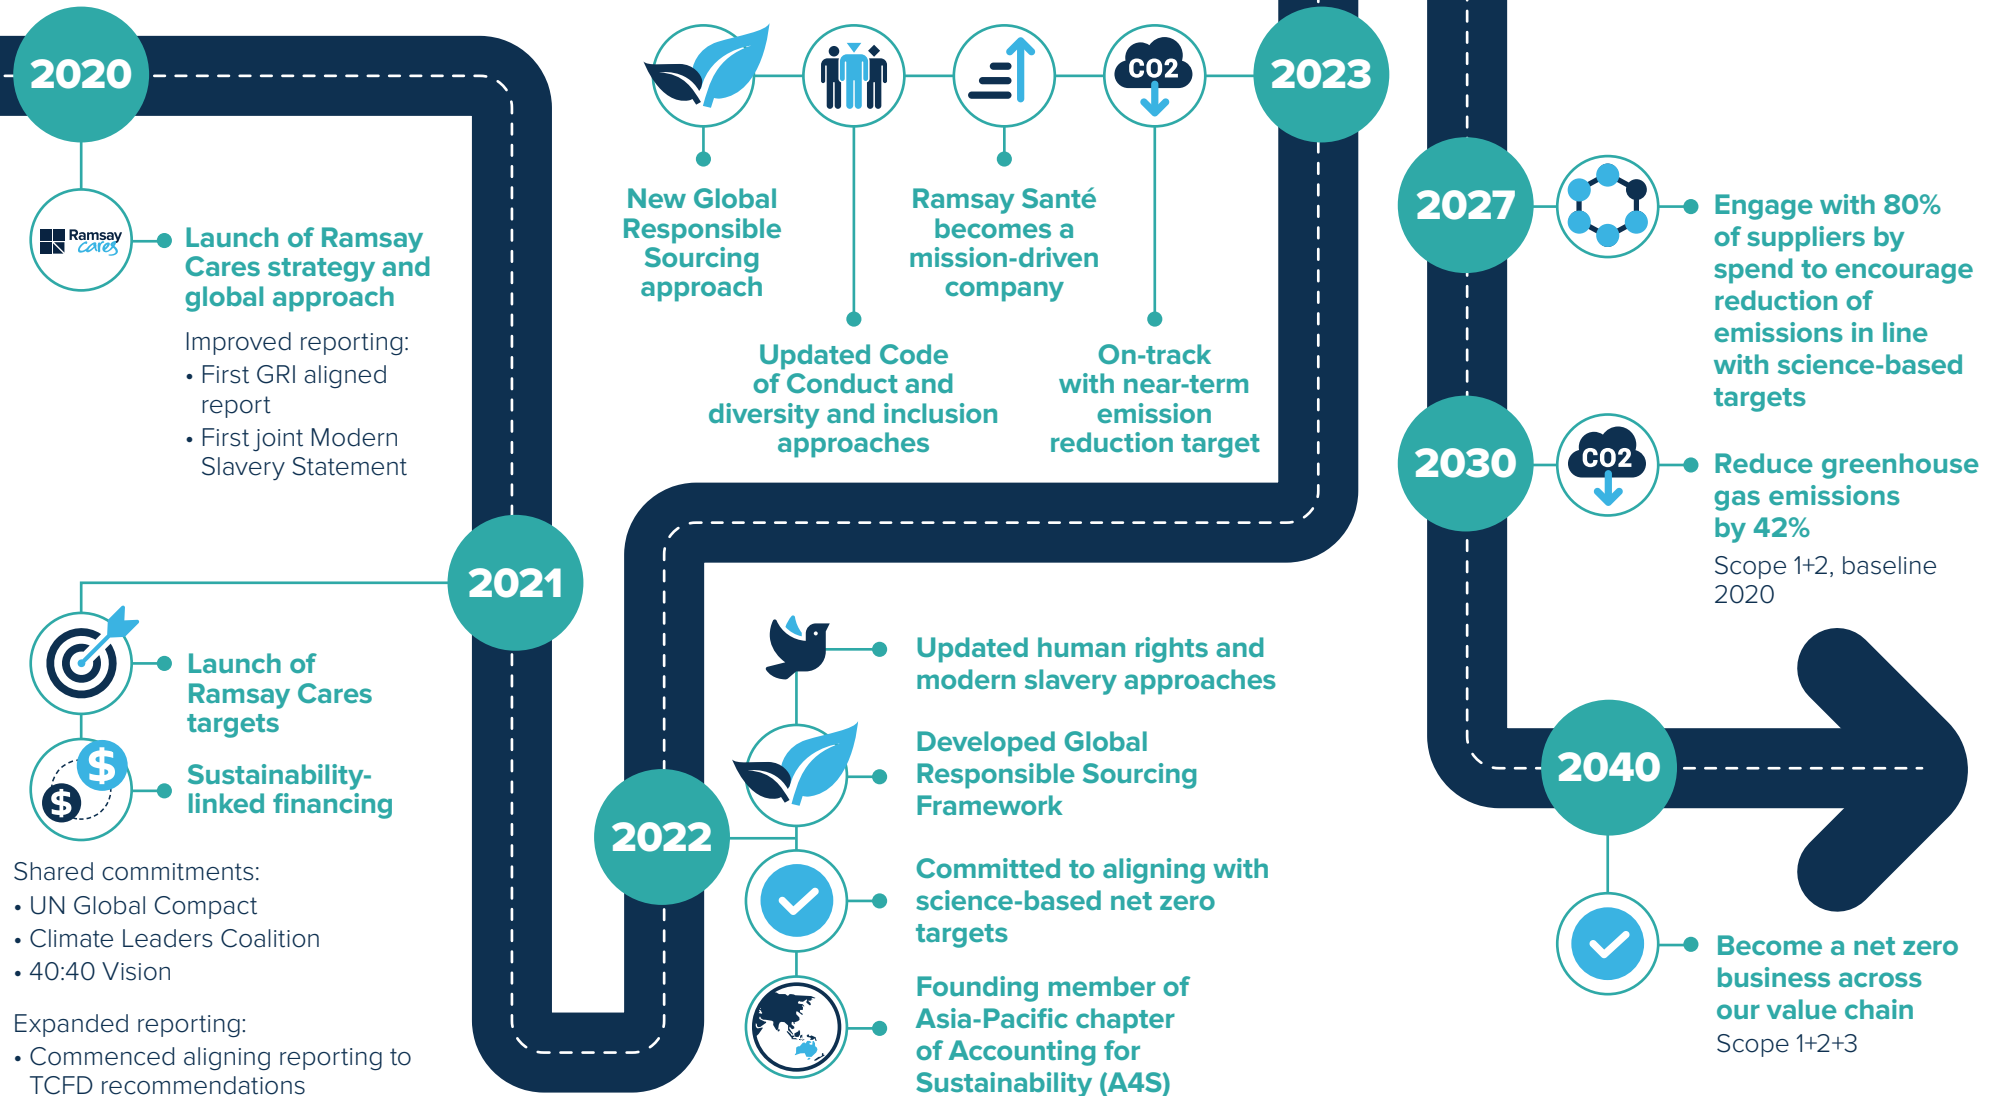 2020
Ramsay
cares
Launch of Ramsay
Cares strategy and
global approach
Improved reporting:
• First GRI aligned
report
• First joint Modern
Slavery Statement
2021
Launch of
Ramsay Cares
targets
$
$
Sustainability-
linked financing
Shared commitments:
• UN Global Compact
• Climate Leaders Coalition
• 40:40 Vision
Expanded reporting:
• Commenced aligning reporting to
TCFD recommendations
2022
Updated human rights and
modern slavery approaches
Developed Global
Responsible Sourcing
Framework
Committed to aligning with
science-based net zero
targets
Founding member of
Asia-Pacific chapter
of Accounting for
Sustainability (A4S)
2023
New Global
Responsible
Sourcing
approach
Updated Code
of Conduct and
diversity and inclusion
approaches
Ramsay Santé
becomes a
mission-driven
company
CO2
On-track
with near-term
emission
reduction target
2027
Engage with 80%
of suppliers by
spend to encourage
reduction of
emissions in line
with science-based
targets
2030
CO2
Reduce greenhouse
gas emissions
by 42%
Scope 1+2, baseline
2020
2040
Become a net zero
business across
our value chain
Scope 1+2+3